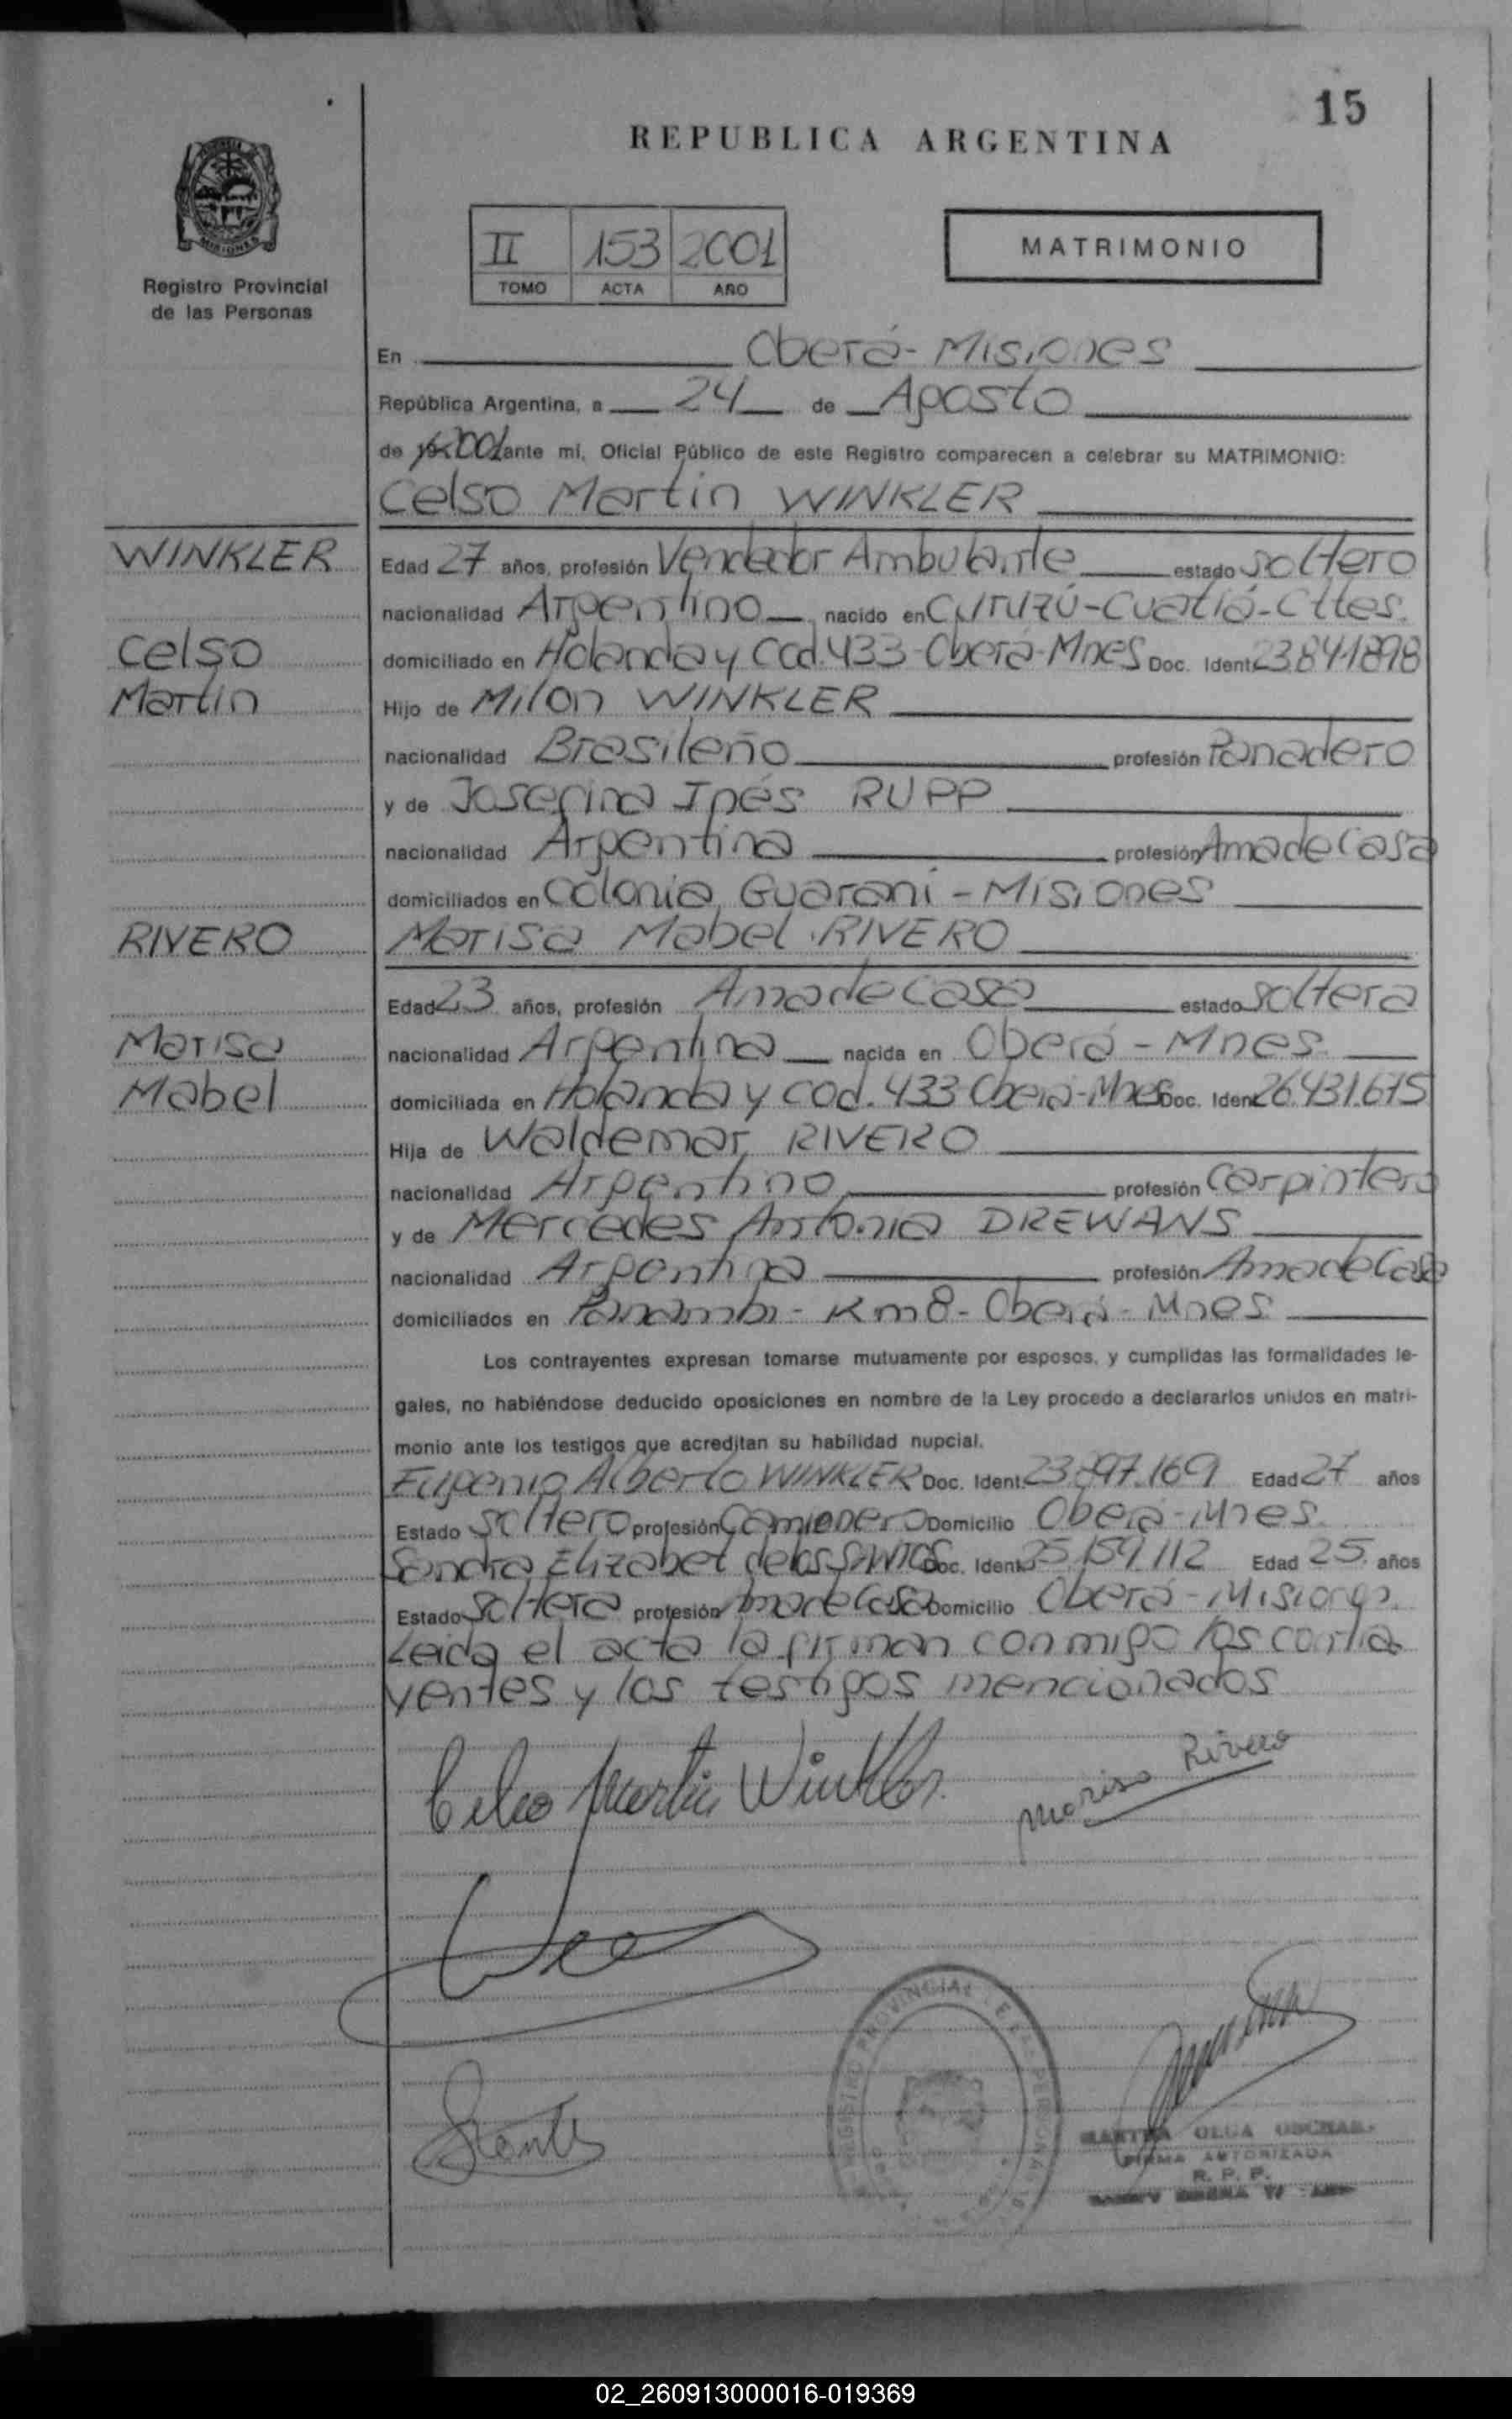 15
REPUBLICA ARGENTINA
MISIONES
Registro Provincial
de las Personas
II 153 2001
TOMO ACTA AÑO
MATRIMONIO
En Oberá - Misiones
República Argentina, a 24 de Agosto
de 2001 ante mi, Oficial Público de este Registro comparecen a celebrar su MATRIMONIO:
Celso Martin WINKLER
WINKLER
Edad 27 años, profesión Vendedor Ambulante estado soltero
nacionalidad Argentino nacido en Curuzú-Cuatiá-Cttes.
Celso
domiciliado en Holanda y Cod. 433-Oberá-Mnes Doc. Ident. 23.841.898
Martin
Hijo de Milon WINKLER
nacionalidad Brasileño profesión Panadero
y de Josefina Inés RUPP
nacionalidad Argentina profesión Ama de Casa
domiciliados en Colonia Guaraní - Misiones
RIVERO
Marisa Mabel RIVERO
Edad 23 años, profesión Ama de Casa estado soltera
Marisa
nacionalidad Argentina nacida en Oberá - Mnes.
Mabel
domiciliada en Holanda y Cod. 433 Oberá-Mnes Doc. Ident. 26.431.675
Hija de Waldemar RIVERO
nacionalidad Argentino profesión Carpintero
y de Mercedes Antonia DREWANS
nacionalidad Argentina profesión Ama de Casa
domiciliados en Panambi - Km 8 - Oberá - Mnes
Los contrayentes expresan tomarse mutuamente por esposos, y cumplidas las formalidades le-
gales, no habiéndose deducido oposiciones en nombre de la Ley procedo a declararlos unidos en matri-
monio ante los testigos que acreditan su habilidad nupcial.
Eugenio Alberto WINKLER Doc. Ident. 23.897.169 Edad 27 años
Estado soltero profesión Camionero Domicilio Oberá - Mnes.
Sandra Elizabet de los SANTOS Doc. Ident. 25.159.112 Edad 25 años
Estado soltera profesión Ama de Casa Domicilio Oberá - Misiones.
Leida el acta la firman conmigo los contra
yentes y los testigos mencionados
Celso Martin Winkler
Marisa Rivero
MARTHA OLGA
FIRMA AUTORIZADA
R. P. P.
02_260913000016-019369